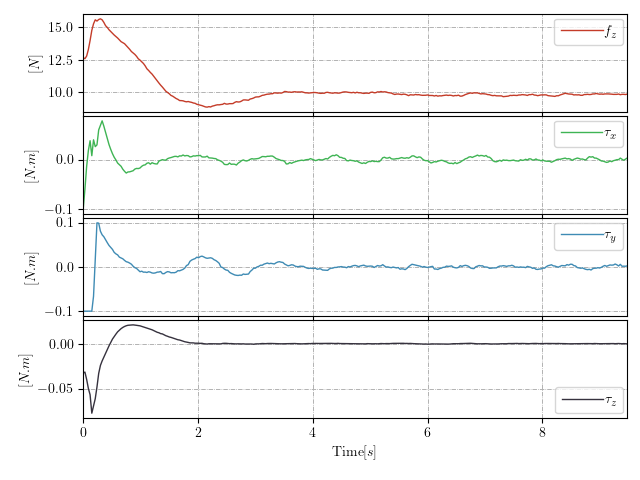 15.0
12.5
10.0
[N]
f_z
0.0
−0.1
[N.m]
τ_x
0.1
0.0
−0.1
[N.m]
τ_y
0.00
−0.05
[N.m]
τ_z
0 2 4 6 8
Time[s]